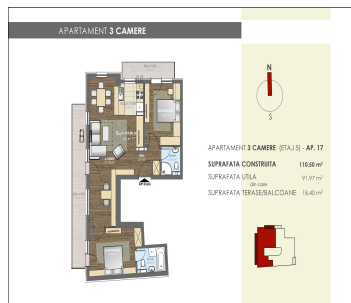 APARTAMENT 3 CAMERE
N
S
APARTAMENT 3 CAMERE (ETAJ 5) - AP. 17
SUPRAFATA CONSTRUITA 110.50 m²
SUPRAFATA UTILA 91.97 m²
din care
SUPRAFATA TERASE/BALCOANE 18.40 m²